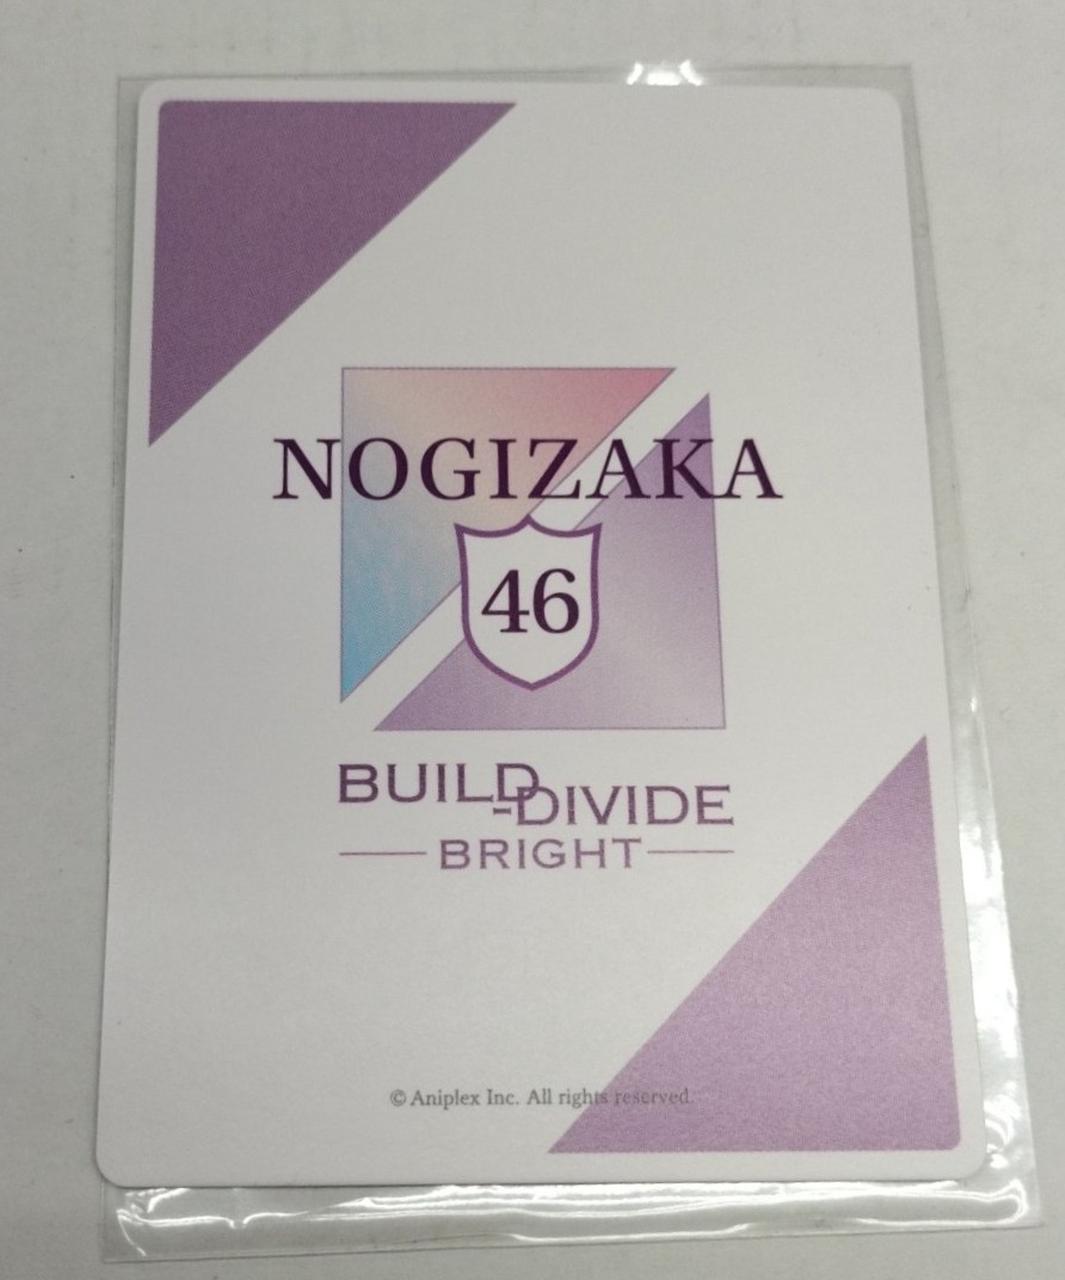 NOGIZAKA
46
BUILD-DIVIDE
BRIGHT
© Aniplex Inc. All rights reserved.